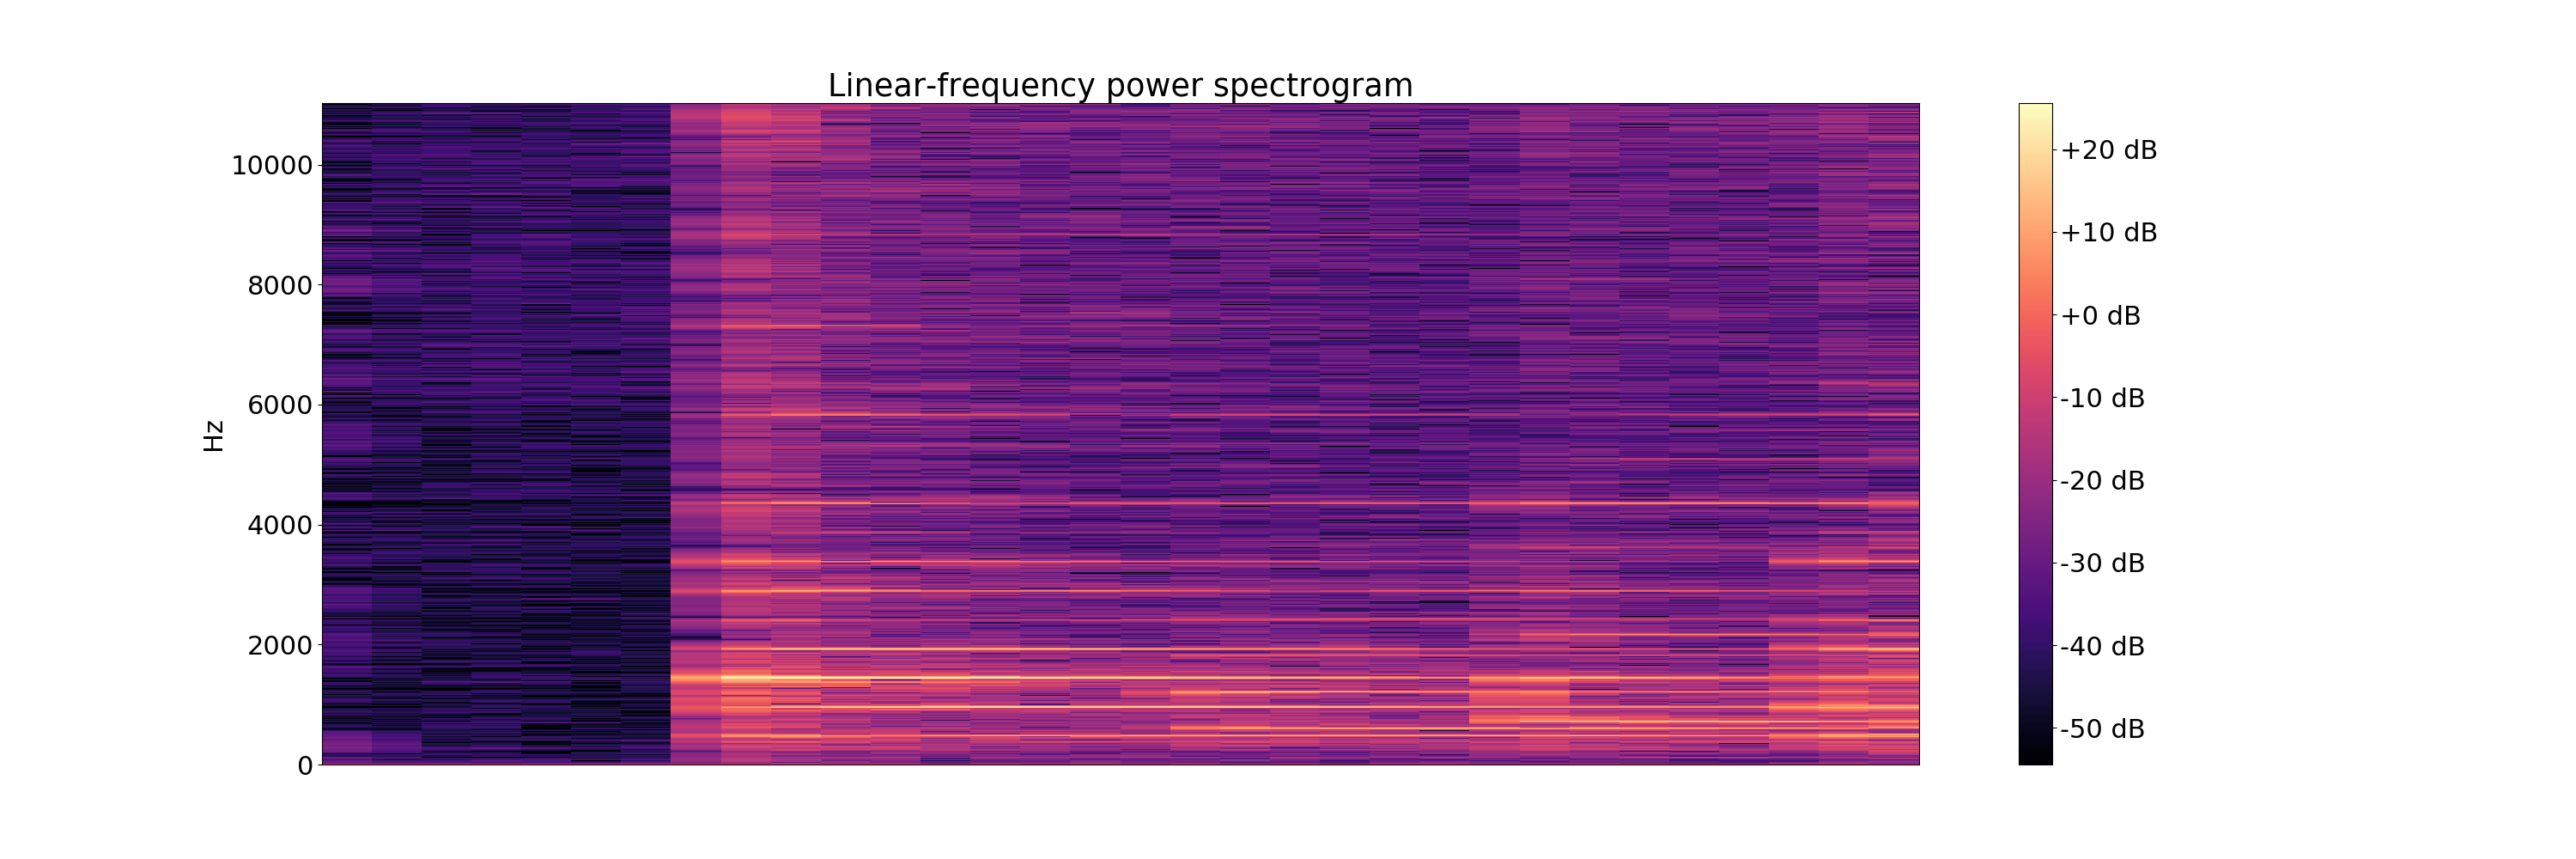 Linear-frequency power spectrogram
10000
8000
6000
4000
2000
0
Hz
+20 dB
+10 dB
+0 dB
-10 dB
-20 dB
-30 dB
-40 dB
-50 dB